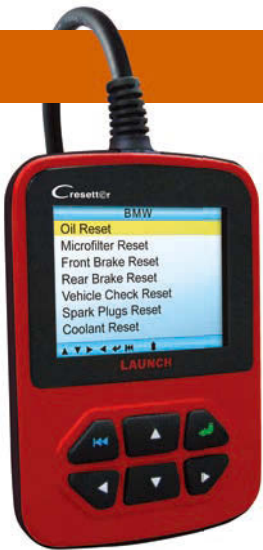 Cresetter
BMW
Oil Reset
Microfilter Reset
Front Brake Reset
Rear Brake Reset
Vehicle Check Reset
Spark Plugs Reset
Coolant Reset
LAUNCH